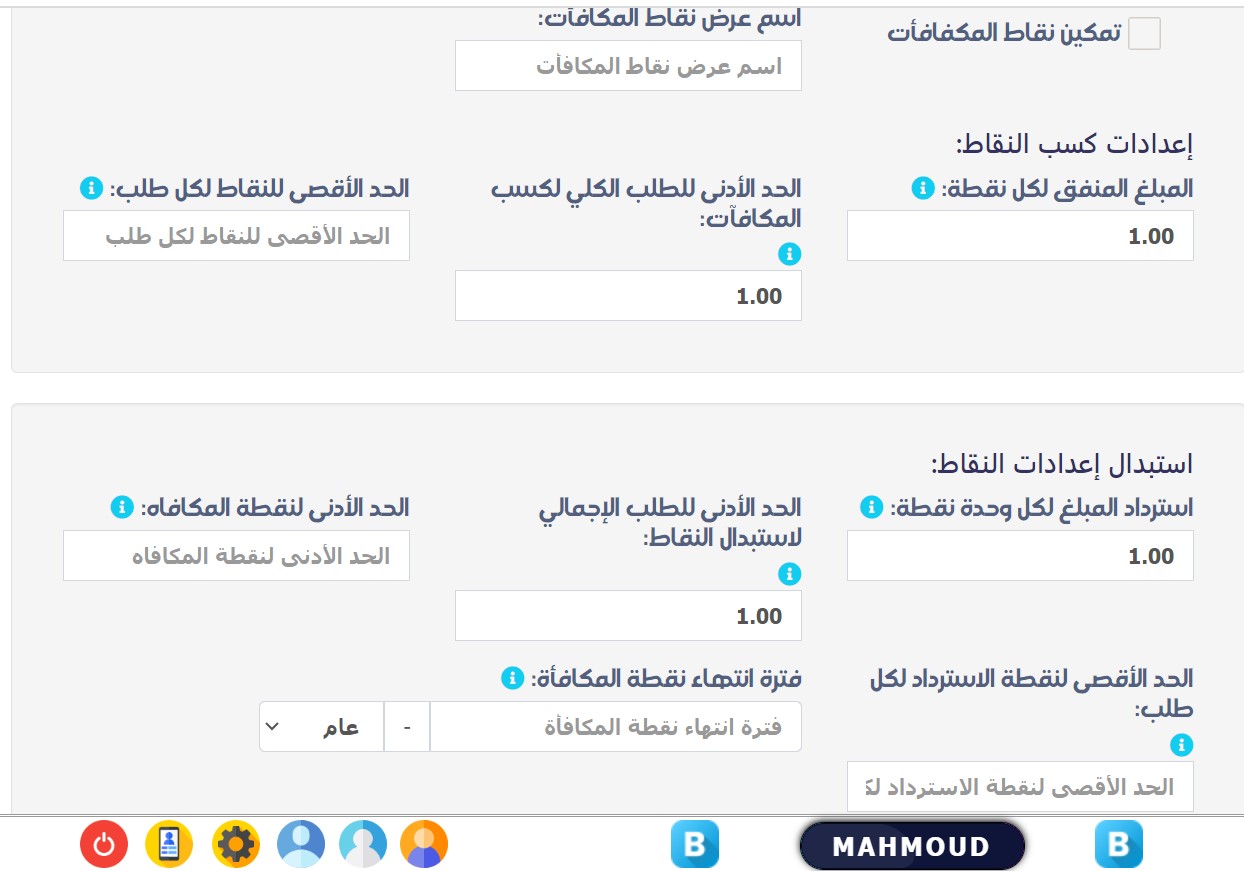 تمكين نقاط المكفافأت
اسم عرض نقاط المكافآت:
اسم عرض نقاط المكافآت
إعدادات كسب النقاط:
المبلغ المنفق لكل نقطة:
1.00
الحد الأدنى للطلب الكلي لكسب
المكافآت:
1.00
الحد الأقصى للنقاط لكل طلب:
الحد الأقصى للنقاط لكل طلب
استبدال إعدادات النقاط:
استرداد المبلغ لكل وحدة نقطة:
1.00
الحد الأدنى للطلب الإجمالي
لاستبدال النقاط:
1.00
الحد الأدنى لنقطة المكافاه:
الحد الأدنى لنقطة المكافاه
الحد الأقصى لنقطة الاسترداد لكل
طلب:
الحد الأقصى لنقطة الاسترداد لك
فترة انتهاء نقطة المكافأة:
فترة انتهاء نقطة المكافأة
-
عام
B
MAHMOUD
B